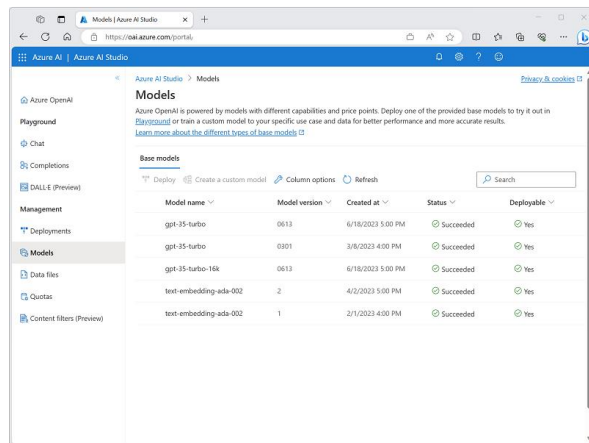 Models | Azure AI Studio
https://oai.azure.com/portal/
Azure AI | Azure AI Studio
Azure AI Studio > Models
Privacy & cookies
Azure OpenAI
Playground
Chat
Completions
DALL·E (Preview)
Management
Deployments
Models
Data files
Quotas
Content filters (Preview)
Models
Azure OpenAI is powered by models with different capabilities and price points. Deploy one of the provided base models to try it out in
Playground or train a custom model to your specific use case and data for better performance and more accurate results.
Learn more about the different types of base models
Base models
Deploy Create a custom model Column options Refresh Search
Model name Model version Created at Status Deployable
gpt-35-turbo 0613 6/18/2023 5:00 PM Succeeded Yes
gpt-35-turbo 0301 3/8/2023 4:00 PM Succeeded Yes
gpt-35-turbo-16k 0613 6/18/2023 5:00 PM Succeeded Yes
text-embedding-ada-002 2 4/2/2023 5:00 PM Succeeded Yes
text-embedding-ada-002 1 2/1/2023 4:00 PM Succeeded Yes